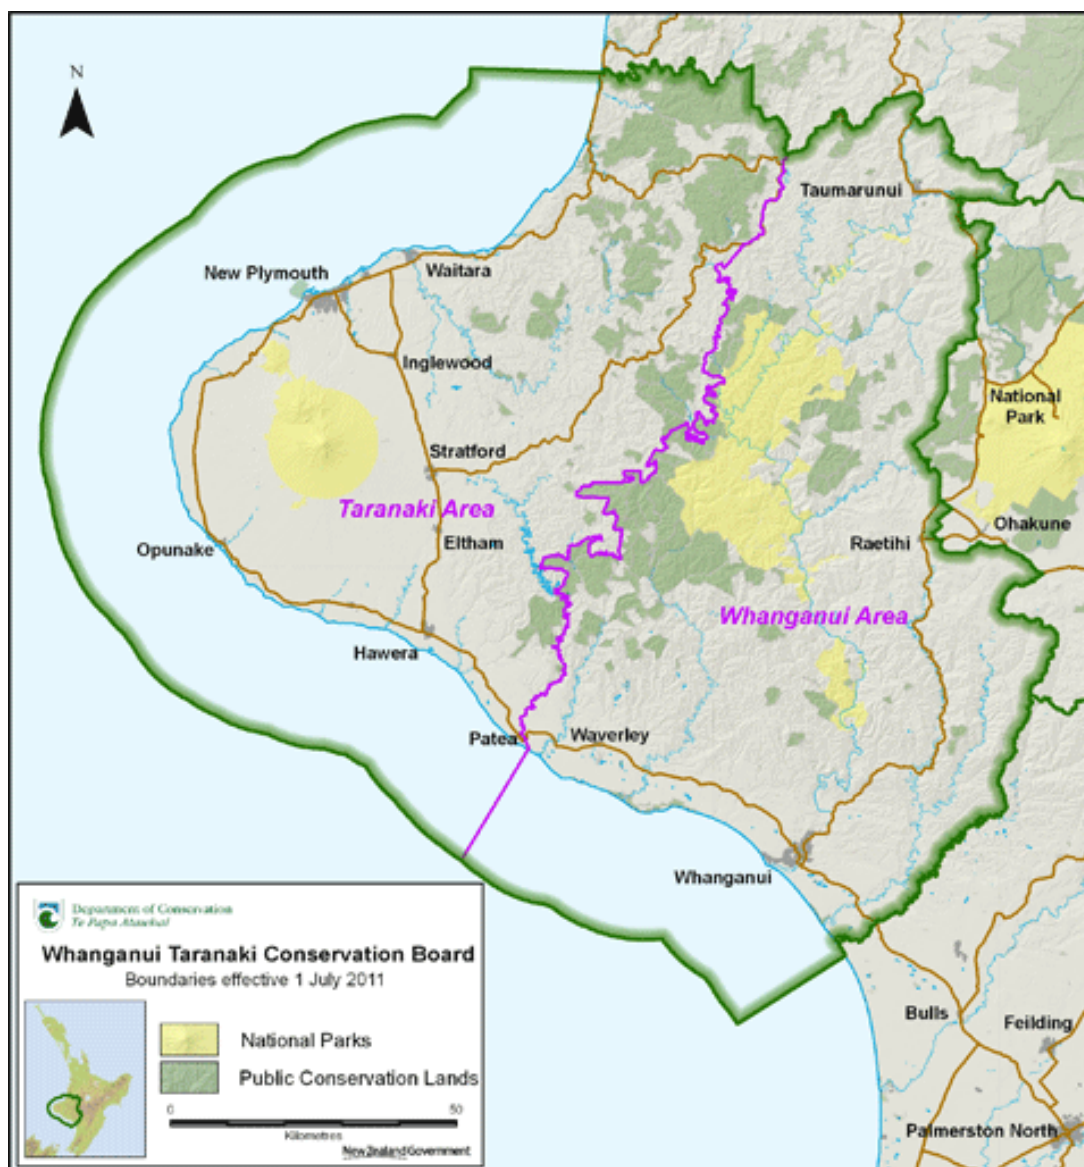 N
Taumarunui
New Plymouth
Waitara
Inglewood
National
Park
Stratford
Taranaki Area
Ohakune
Opunake
Eltham
Raetihi
Whanganui Area
Hawera
Patea
Waverley
Whanganui
Department of Conservation
Te Papa Atawhai
Whanganui Taranaki Conservation Board
Boundaries effective 1 July 2011
Bulls
Feilding
National Parks
Public Conservation Lands
0 50
Kilometres
New Zealand Government
Palmerston North